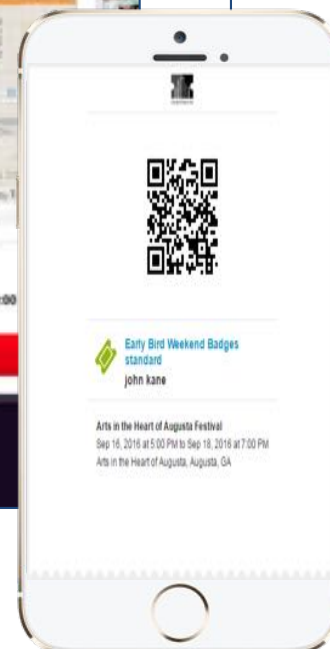 :00
Early Bird Weekend Badges
standard
john kane
Arts in the Heart of Augusta Festival
Sep 16, 2016 at 5:00 PM to Sep 18, 2016 at 7:00 PM
Arts in the Heart of Augusta, Augusta, GA